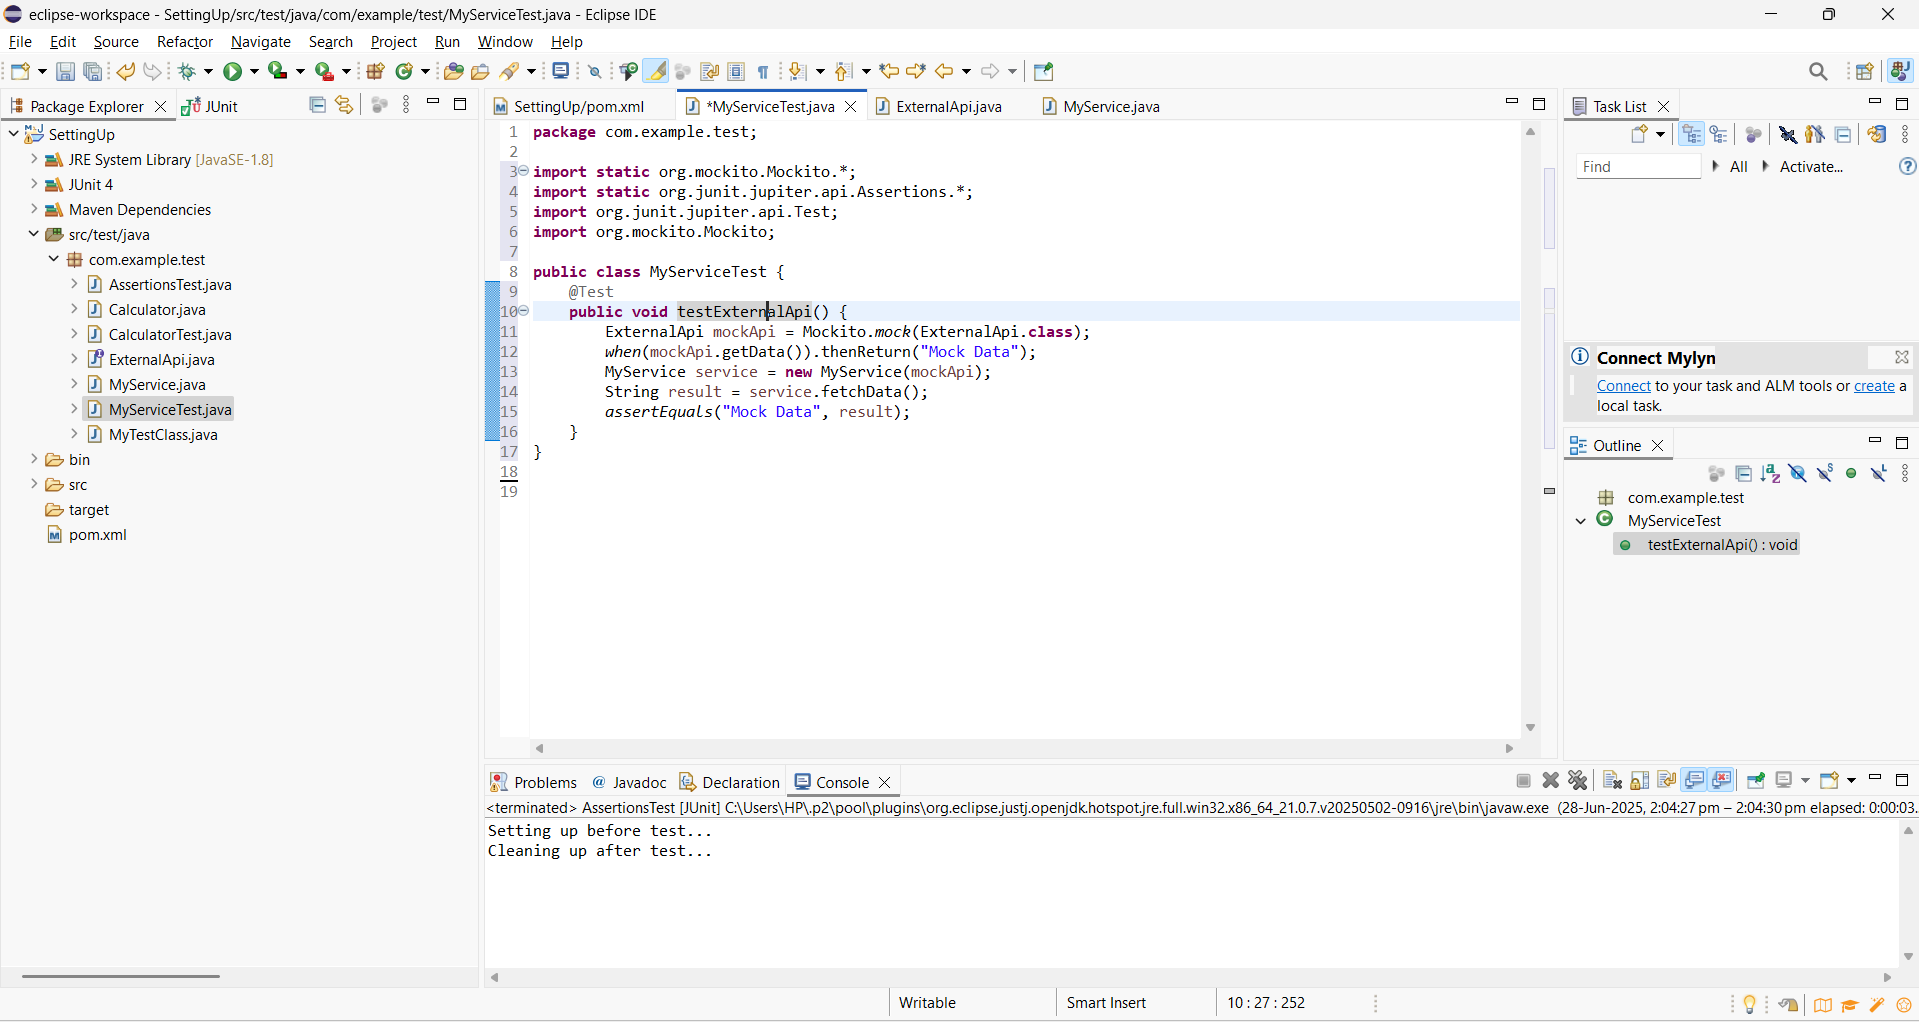 eclipse-workspace - SettingUp/src/test/java/com/example/test/MyServiceTest.java - Eclipse IDE
File Edit Source Refactor Navigate Search Project Run Window Help
Package Explorer
JUnit
SettingUp
JRE System Library [JavaSE-1.8]
JUnit 4
Maven Dependencies
src/test/java
com.example.test
AssertionsTest.java
Calculator.java
CalculatorTest.java
ExternalApi.java
MyService.java
MyServiceTest.java
MyTestClass.java
bin
src
target
pom.xml
SettingUp/pom.xml *MyServiceTest.java ExternalApi.java MyService.java
1 package com.example.test;
2
3 import static org.mockito.Mockito.*;
4 import static org.junit.jupiter.api.Assertions.*;
5 import org.junit.jupiter.api.Test;
6 import org.mockito.Mockito;
7
8 public class MyServiceTest {
9 @Test
10 public void testExternalApi() {
11 ExternalApi mockApi = Mockito.mock(ExternalApi.class);
12 when(mockApi.getData()).thenReturn("Mock Data");
13 MyService service = new MyService(mockApi);
14 String result = service.fetchData();
15 assertEquals("Mock Data", result);
16 }
17 }
18
19
Task List
Find All Activate...
Connect Mylyn
Connect to your task and ALM tools or create a
local task.
Outline
com.example.test
MyServiceTest
testExternalApi() : void
Problems @ Javadoc Declaration Console
<terminated> AssertionsTest [JUnit] C:\Users\HP\.p2\pool\plugins\org.eclipse.justj.openjdk.hotspot.jre.full.win32.x86_64_21.0.7.v20250502-0916\jre\bin\javaw.exe (28-Jun-2025, 2:04:27 pm – 2:04:30 pm elapsed: 0:00:03.
Setting up before test...
Cleaning up after test...
Writable Smart Insert 10 : 27 : 252